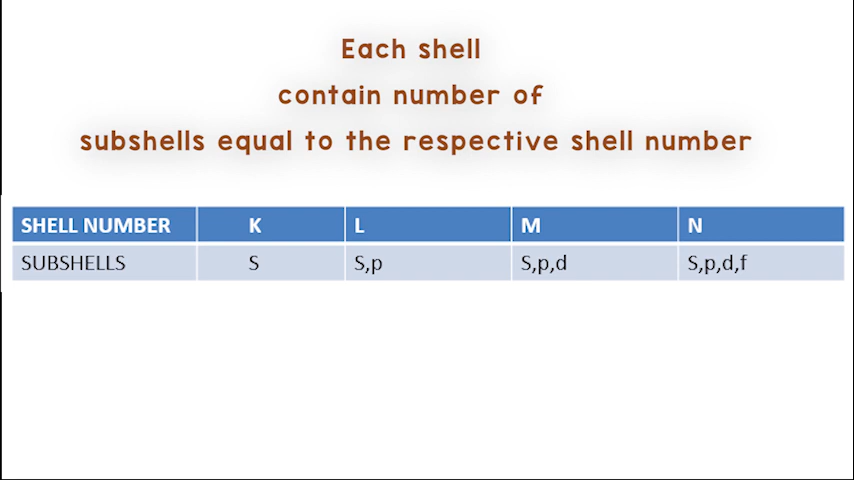 Each shell
contain number of
subshells equal to the respective shell number
SHELL NUMBER K L M N
SUBSHELLS S S,p S,p,d S,p,d,f